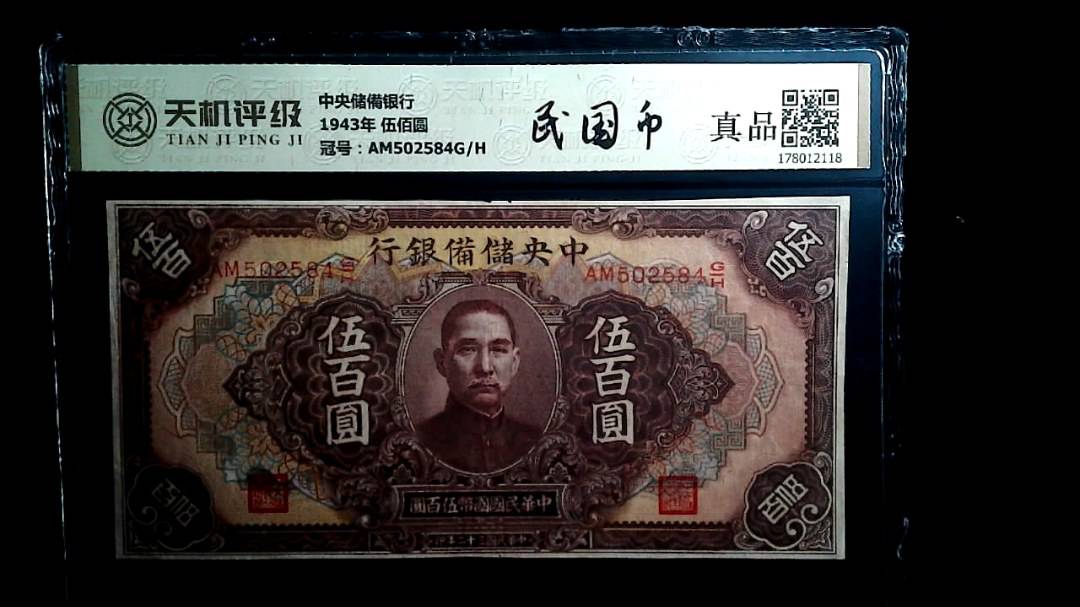 天机评级
TIAN JI PING JI
中央储備银行
1943年 伍佰圆
冠号：AM502584G/H
民国币
真品
178012118
伍百
伍百
中央儲備銀行
AM502584G/H
AM502584G/H
伍百圓
伍百圓
中華民國國幣伍百圓